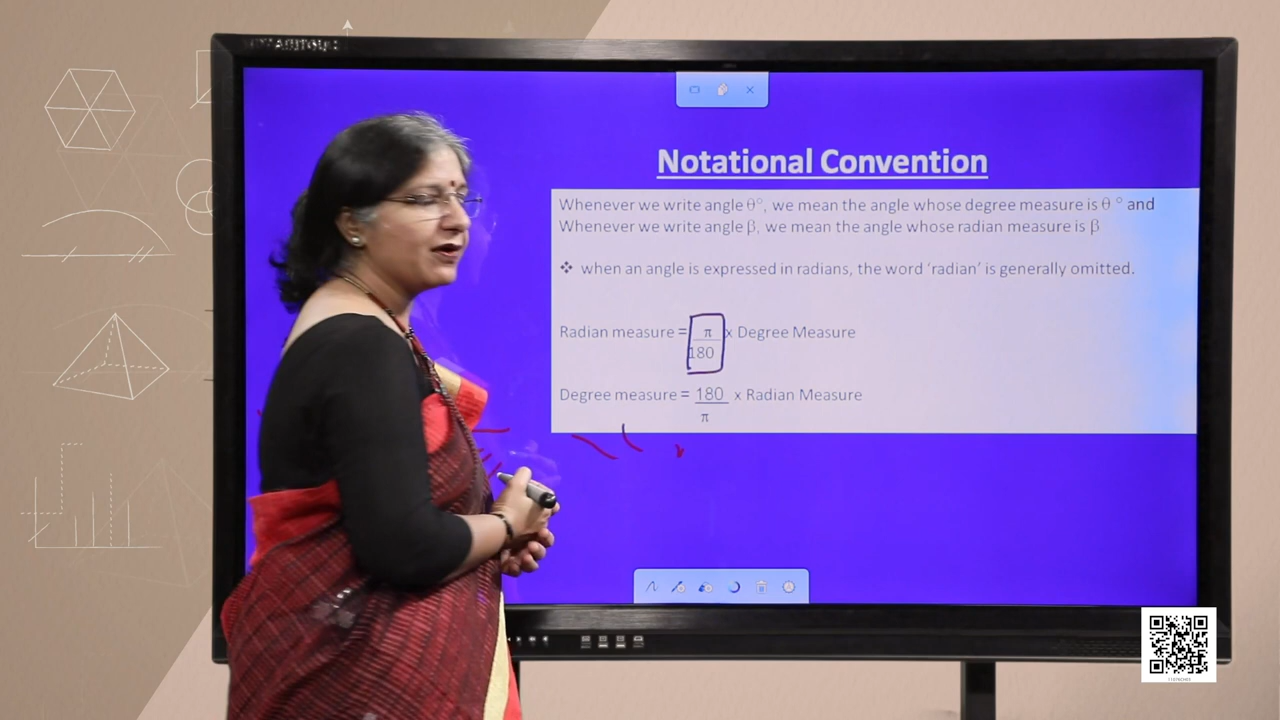 Notational Convention
Whenever we write angle θ°, we mean the angle whose degree measure is θ ° and
Whenever we write angle β, we mean the angle whose radian measure is β
❖ when an angle is expressed in radians, the word ‘radian’ is generally omitted.
Radian measure = π/180 x Degree Measure
Degree measure = 180/π x Radian Measure